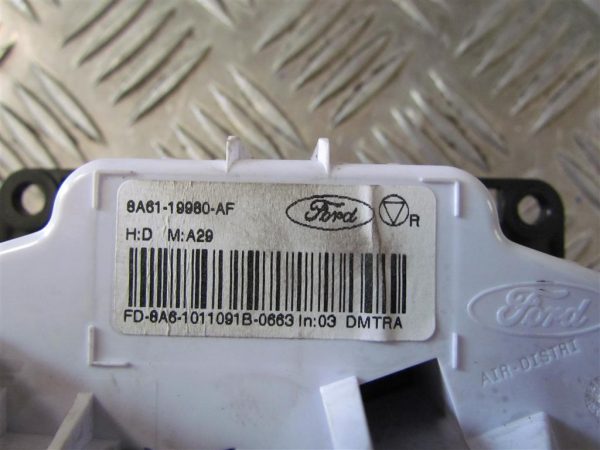 8A61-19980-AF
Ford
R
H:D M:A29
FD-8A6-1011091B-0663 In:03 DMTRA
Ford
AIR-DISTRI